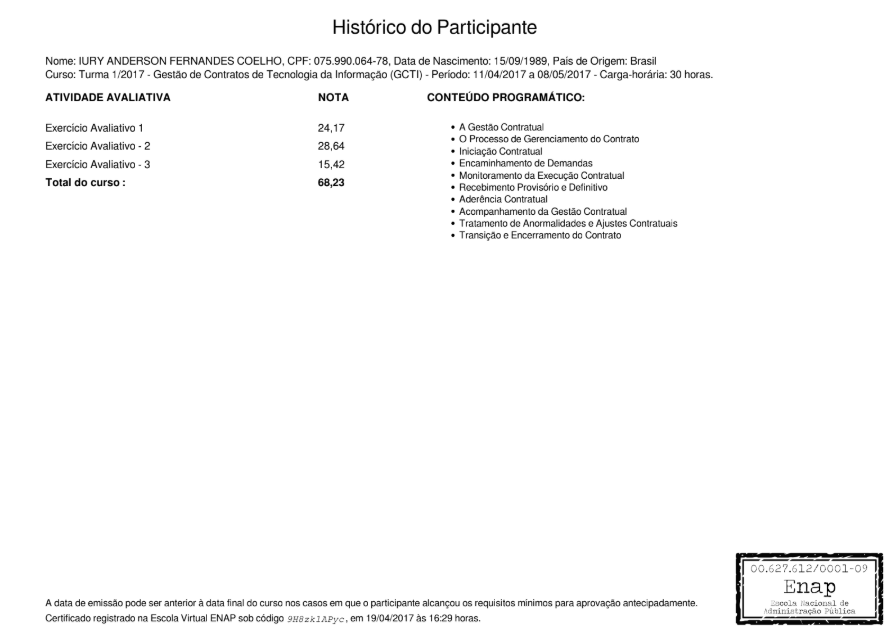 Histórico do Participante
Nome: IURY ANDERSON FERNANDES COELHO, CPF: 075.990.064-78, Data de Nascimento: 15/09/1989, País de Origem: Brasil
Curso: Turma 1/2017 - Gestão de Contratos de Tecnologia da Informação (GCTI) - Período: 11/04/2017 a 08/05/2017 - Carga-horária: 30 horas.
ATIVIDADE AVALIATIVA NOTA
Exercício Avaliativo 1 24,17
Exercício Avaliativo - 2 28,64
Exercício Avaliativo - 3 15,42
Total do curso : 68,23
CONTEÚDO PROGRAMÁTICO:
• A Gestão Contratual
• O Processo de Gerenciamento do Contrato
• Iniciação Contratual
• Encaminhamento de Demandas
• Monitoramento da Execução Contratual
• Recebimento Provisório e Definitivo
• Aderência Contratual
• Acompanhamento da Gestão Contratual
• Tratamento de Anormalidades e Ajustes Contratuais
• Transição e Encerramento do Contrato
A data de emissão pode ser anterior à data final do curso nos casos em que o participante alcançou os requisitos mínimos para aprovação antecipadamente.
Certificado registrado na Escola Virtual ENAP sob código 9H8zk1APyc, em 19/04/2017 às 16:29 horas.
00.627.612/0001-09
Enap
Escola Nacional de
Administração Pública